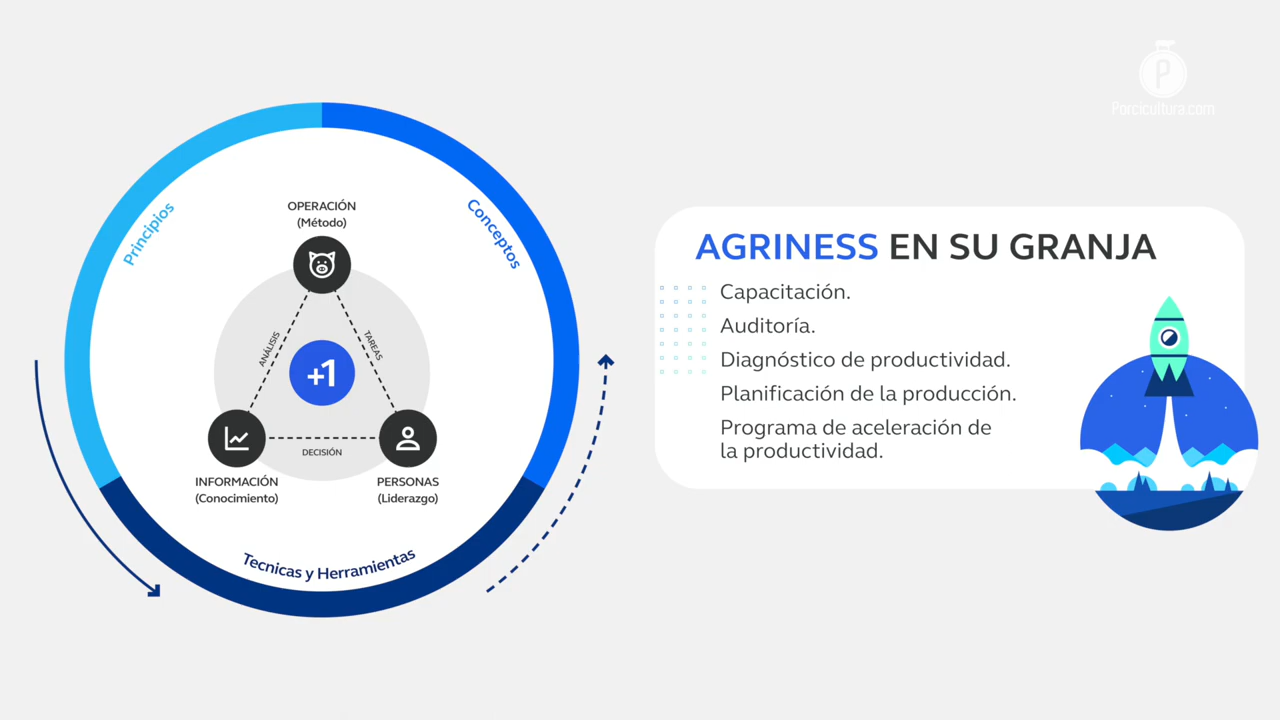 P
Porcicultura.com
Principios
Conceptos
OPERACIÓN
(Método)
ANÁLISIS
TAREAS
+1
DECISIÓN
INFORMACIÓN
(Conocimiento)
PERSONAS
(Liderazgo)
Tecnicas y Herramientas
AGRINESS EN SU GRANJA
Capacitación.
Auditoría.
Diagnóstico de productividad.
Planificación de la producción.
Programa de aceleración de
la productividad.